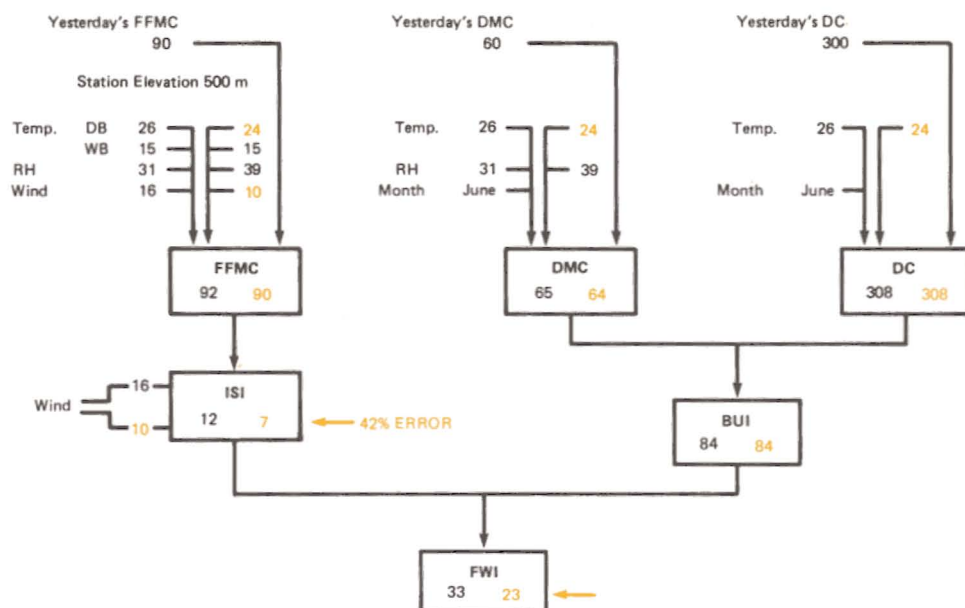 Yesterday's FFMC
90
Yesterday's DMC
60
Yesterday's DC
300
Station Elevation 500 m
Temp. DB 26 24
WB 15 15
RH 31 39
Wind 16 10
Temp. 26 24
RH 31 39
Month June
Temp. 26 24
Month June
FFMC
92 90
DMC
65 64
DC
308 308
Wind
16
10
ISI
12 7
42% ERROR
BUI
84 84
FWI
33 23